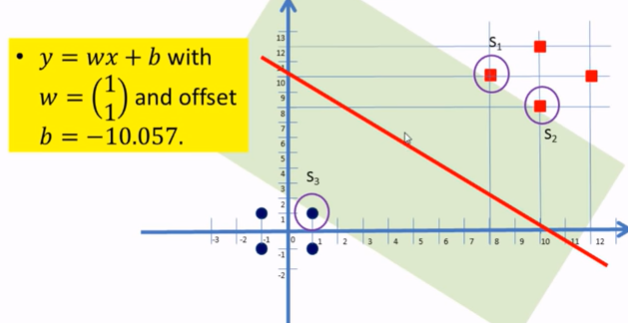 • y = wx + b with
w = (1 1) and offset
b = −10.057.
S₁
S₂
S₃
13
12
10
9
8
7
6
5
4
3
2
1
-1
-2
-3 -2 -1 0 1 2 3 4 5 6 7 8 9 10 11 12